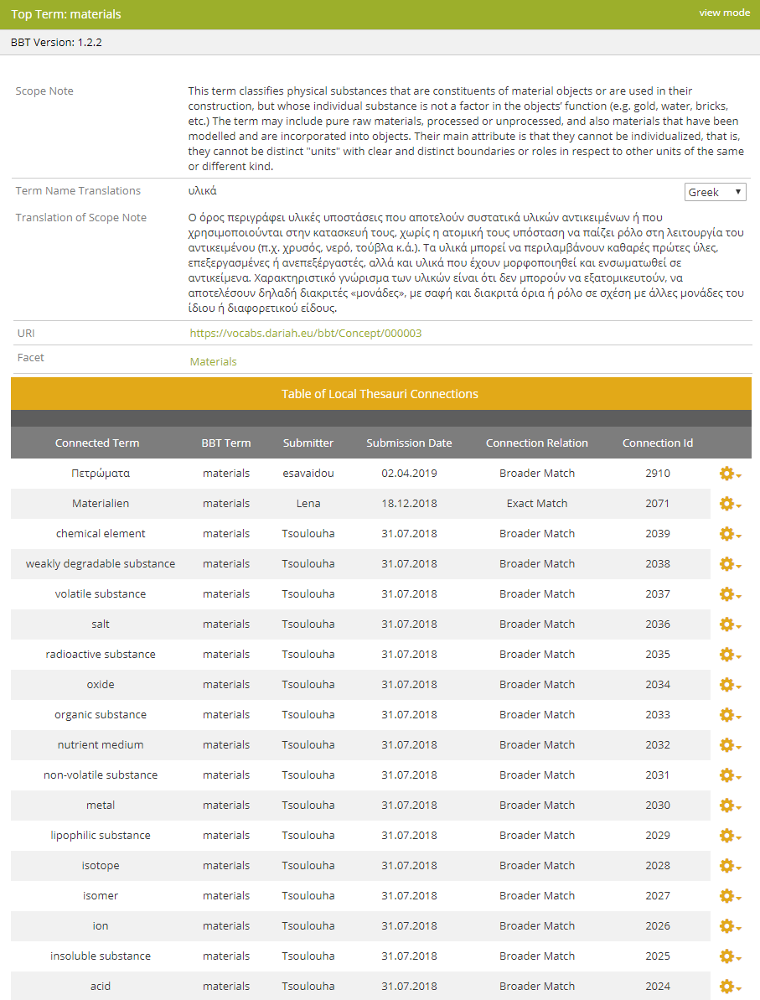 Top Term: materials view mode
BBT Version: 1.2.2
Scope Note This term classifies physical substances that are constituents of material objects or are used in their
construction, but whose individual substance is not a factor in the objects’ function (e.g. gold, water, bricks,
etc.) The term may include pure raw materials, processed or unprocessed, and also materials that have been
modelled and are incorporated into objects. Their main attribute is that they cannot be individualized, that is,
they cannot be distinct "units" with clear and distinct boundaries or roles in respect to other units of the same
or different kind.
Term Name Translations υλικά Greek
Translation of Scope Note Ο όρος περιγράφει υλικές υποστάσεις που αποτελούν συστατικά υλικών αντικειμένων ή που
χρησιμοποιούνται στην κατασκευή τους, χωρίς η ατομική τους υπόσταση να παίζει ρόλο στη λειτουργία του
αντικειμένου (π.χ. χρυσός, νερό, τούβλα κ.ά.). Τα υλικά μπορεί να περιλαμβάνουν καθαρές πρώτες ύλες,
επεξεργασμένες ή ανεπεξέργαστές, αλλά και υλικά που έχουν μορφοποιηθεί και ενσωματωθεί σε
αντικείμενα. Χαρακτηριστικό γνώρισμα των υλικών είναι ότι δεν μπορούν να εξατομικευτούν, να
αποτελέσουν δηλαδή διακριτές «μονάδες», με σαφή και διακριτά όρια ή ρόλο σε σχέση με άλλες μονάδες του
ίδιου ή διαφορετικού είδους.
URI https://vocabs.dariah.eu/bbt/Concept/000003
Facet Materials
Table of Local Thesauri Connections
Connected Term BBT Term Submitter Submission Date Connection Relation Connection Id
Πετρώματα materials esavaidou 02.04.2019 Broader Match 2910
Materialien materials Lena 18.12.2018 Exact Match 2071
chemical element materials Tsoulouha 31.07.2018 Broader Match 2039
weakly degradable substance materials Tsoulouha 31.07.2018 Broader Match 2038
volatile substance materials Tsoulouha 31.07.2018 Broader Match 2037
salt materials Tsoulouha 31.07.2018 Broader Match 2036
radioactive substance materials Tsoulouha 31.07.2018 Broader Match 2035
oxide materials Tsoulouha 31.07.2018 Broader Match 2034
organic substance materials Tsoulouha 31.07.2018 Broader Match 2033
nutrient medium materials Tsoulouha 31.07.2018 Broader Match 2032
non-volatile substance materials Tsoulouha 31.07.2018 Broader Match 2031
metal materials Tsoulouha 31.07.2018 Broader Match 2030
lipophilic substance materials Tsoulouha 31.07.2018 Broader Match 2029
isotope materials Tsoulouha 31.07.2018 Broader Match 2028
isomer materials Tsoulouha 31.07.2018 Broader Match 2027
ion materials Tsoulouha 31.07.2018 Broader Match 2026
insoluble substance materials Tsoulouha 31.07.2018 Broader Match 2025
acid materials Tsoulouha 31.07.2018 Broader Match 2024